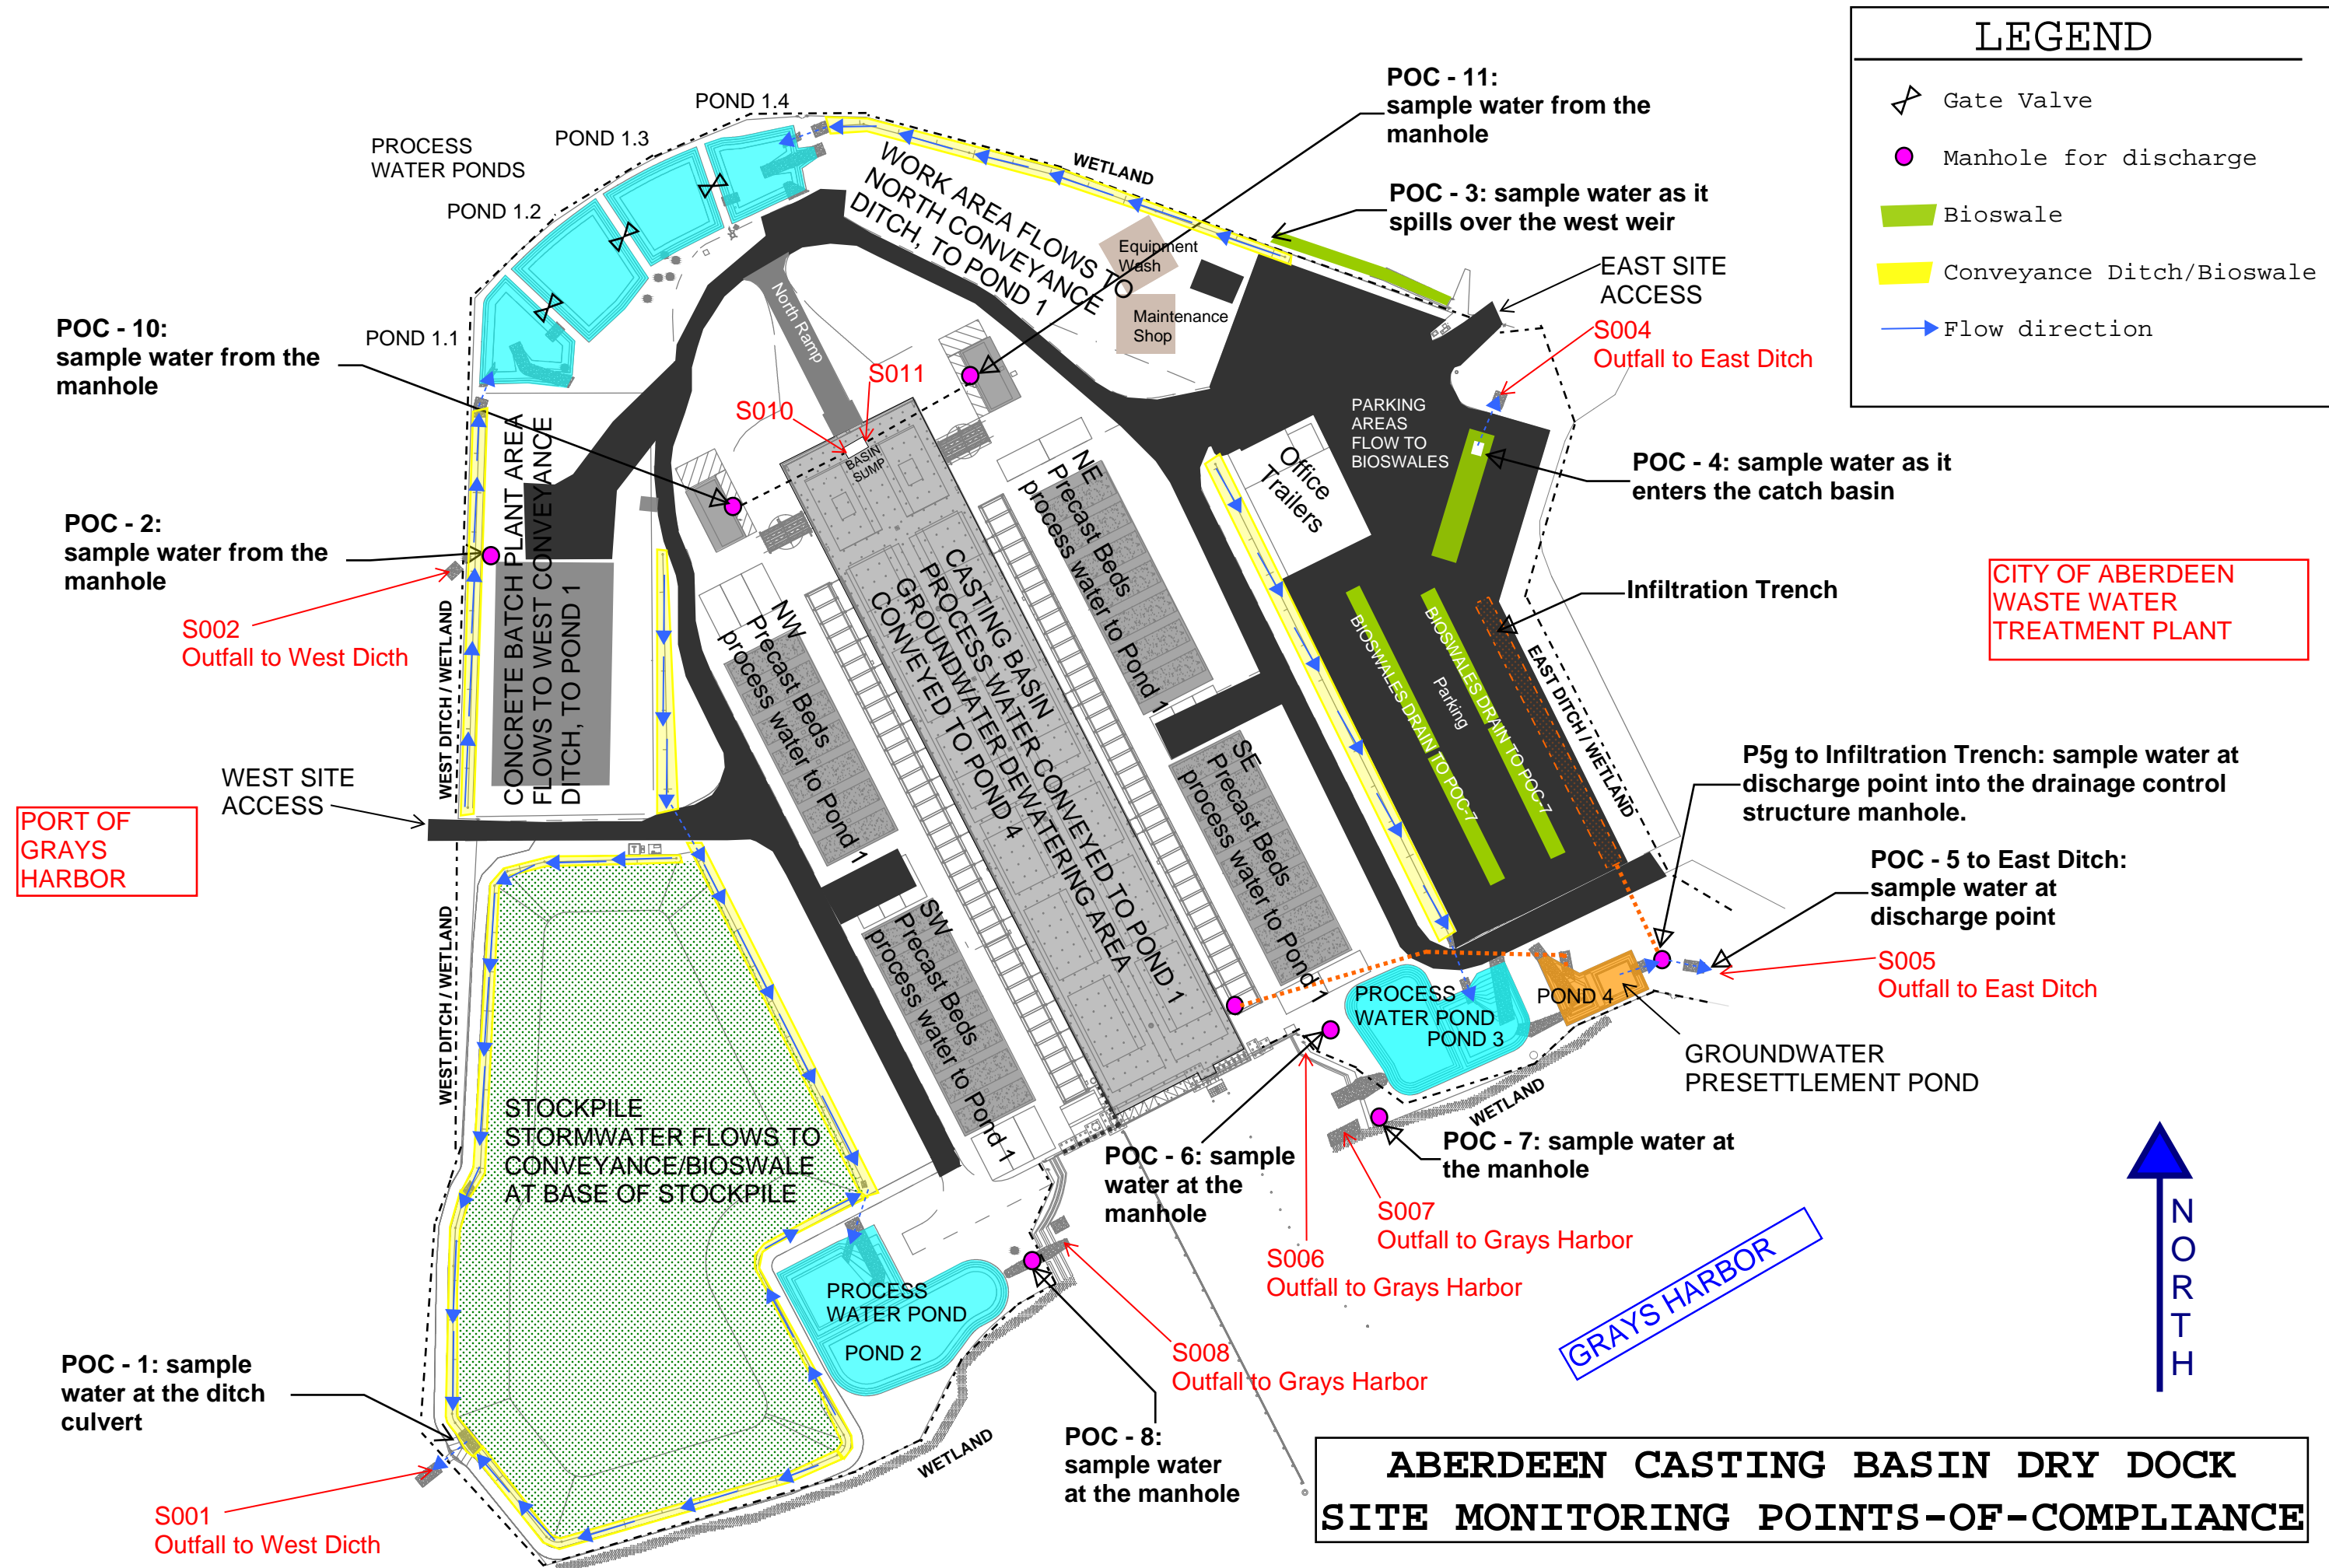 LEGEND
Gate Valve
Manhole for discharge
Bioswale
Conveyance Ditch/Bioswale
Flow direction
POC - 11:
sample water from the
manhole
POND 1.4
POND 1.3
PROCESS
WATER PONDS
POND 1.2
POND 1.1
WETLAND
WORK AREA FLOWS TO
NORTH CONVEYANCE
DITCH, TO POND 1
POC - 3: sample water as it
spills over the west weir
Equipment
Wash
Maintenance
Shop
EAST SITE
ACCESS
S004
Outfall to East Ditch
POC - 10:
sample water from the
manhole
North Ramp
S011
S010
BASIN
SUMP
PARKING
AREAS
FLOW TO
BIOSWALES
Office
Trailers
POC - 4: sample water as it
enters the catch basin
POC - 2:
sample water from the
manhole
S002
Outfall to West Dicth
WEST DITCH / WETLAND
CONCRETE BATCH PLANT AREA
FLOWS TO WEST CONVEYANCE
DITCH, TO POND 1
NW
Precast Beds
process water to Pond 1
NE
Precast Beds
process water to Pond 1
CASTING BASIN
PROCESS WATER CONVEYED TO POND 1
GROUNDWATER DEWATERING AREA
CONVEYED TO POND 4
Infiltration Trench
CITY OF ABERDEEN
WASTE WATER
TREATMENT PLANT
BIOSWALES DRAIN TO POC-7
Parking
BIOSWALES DRAIN TO POC-7
EAST DITCH / WETLAND
WEST SITE
ACCESS
PORT OF
GRAYS
HARBOR
SE
Precast Beds
process water to Pond 1
SW
Precast Beds
process water to Pond 1
P5g to Infiltration Trench: sample water at
discharge point into the drainage control
structure manhole.
POC - 5 to East Ditch:
sample water at
discharge point
S005
Outfall to East Ditch
WEST DITCH / WETLAND
PROCESS
WATER POND
POND 3
POND 4
GROUNDWATER
PRESETTLEMENT POND
WETLAND
STOCKPILE
STORMWATER FLOWS TO
CONVEYANCE/BIOSWALE
AT BASE OF STOCKPILE
POC - 6: sample
water at the
manhole
POC - 7: sample water at
the manhole
S007
Outfall to Grays Harbor
S006
Outfall to Grays Harbor
GRAYS HARBOR
NORTH
PROCESS
WATER POND
POND 2
S008
Outfall to Grays Harbor
POC - 1: sample
water at the ditch
culvert
POC - 8:
sample water
at the manhole
WETLAND
S001
Outfall to West Dicth
ABERDEEN CASTING BASIN DRY DOCK
SITE MONITORING POINTS-OF-COMPLIANCE